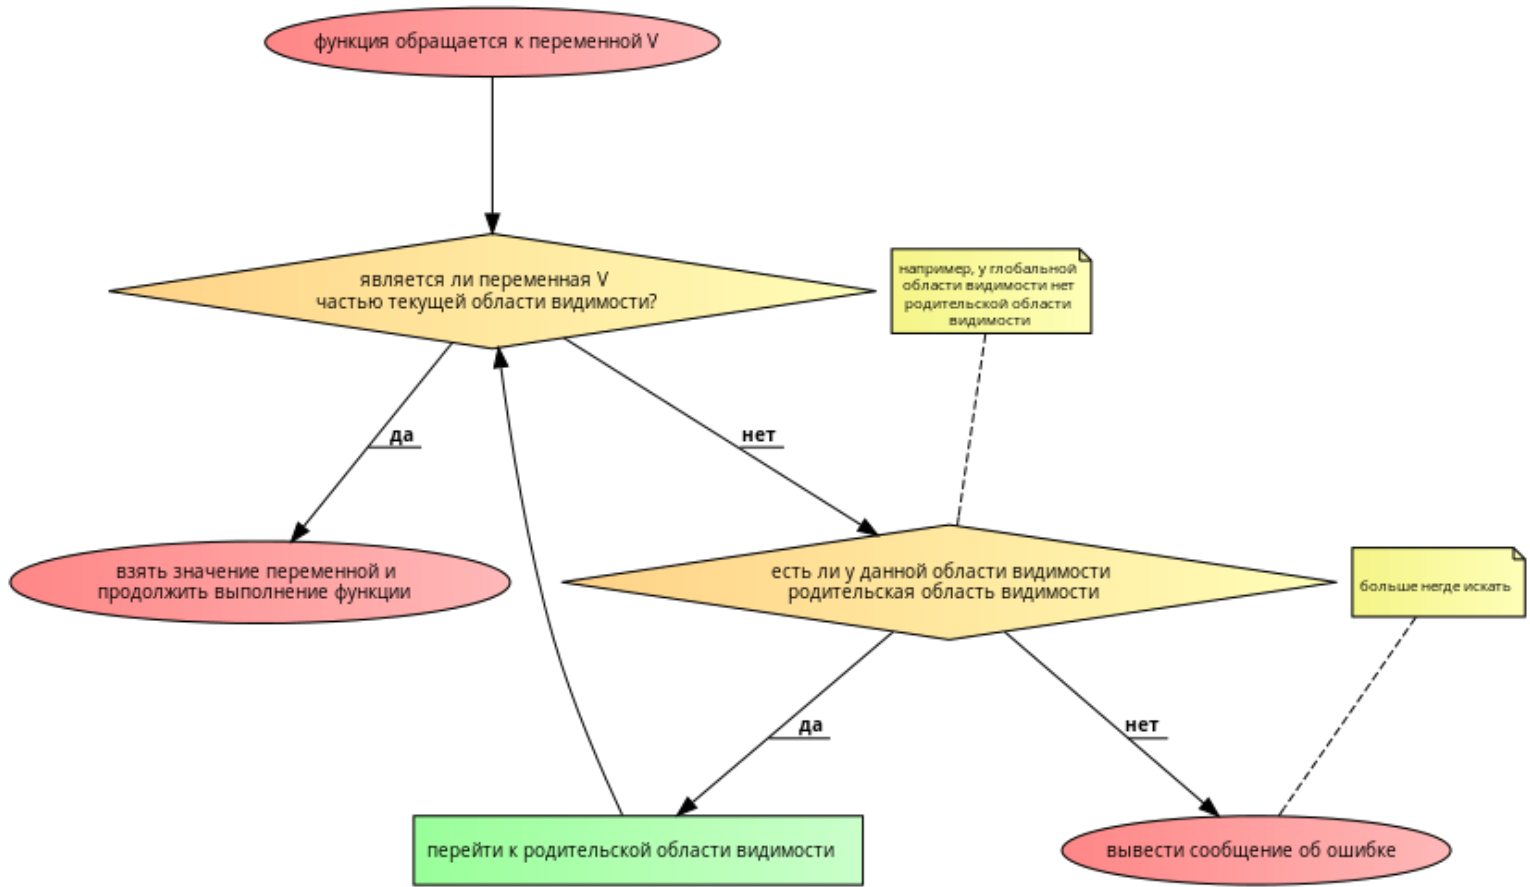 функция обращается к переменной V
является ли переменная V
частью текущей области видимости?
например, у глобальной
области видимости нет
родительской области
видимости
да
нет
взять значение переменной и
продолжить выполнение функции
есть ли у данной области видимости
родительская область видимости
больше негде искать
да
нет
перейти к родительской области видимости
вывести сообщение об ошибке